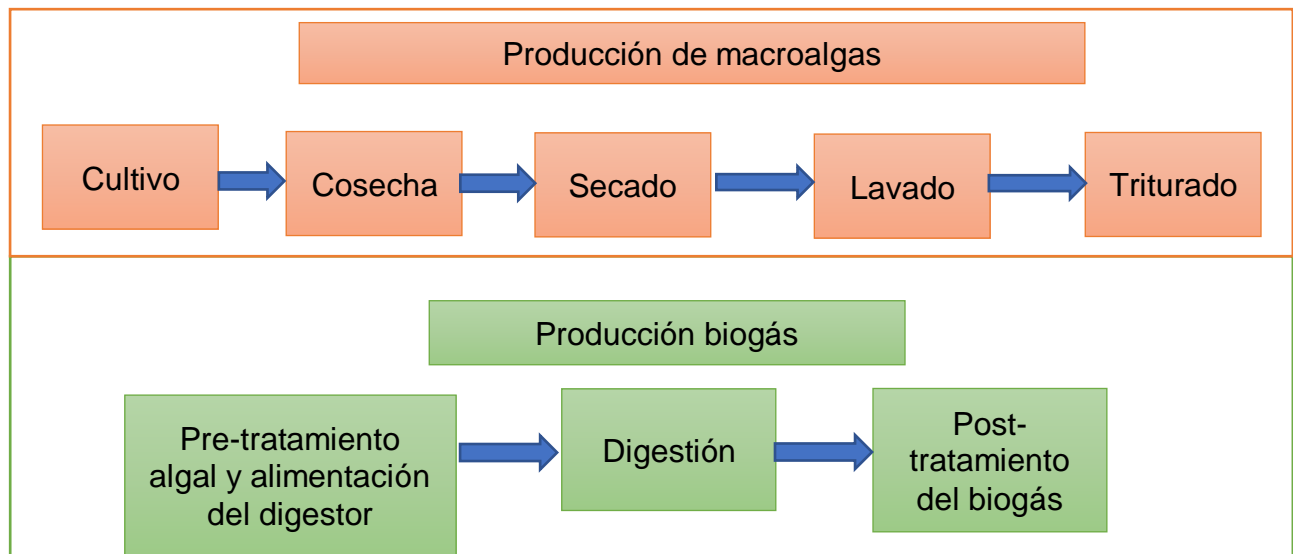 Producción de macroalgas
Cultivo
Cosecha
Secado
Lavado
Triturado
Producción biogás
Pre-tratamiento
algal y alimentación
del digestor
Digestión
Post-
tratamiento
del biogás